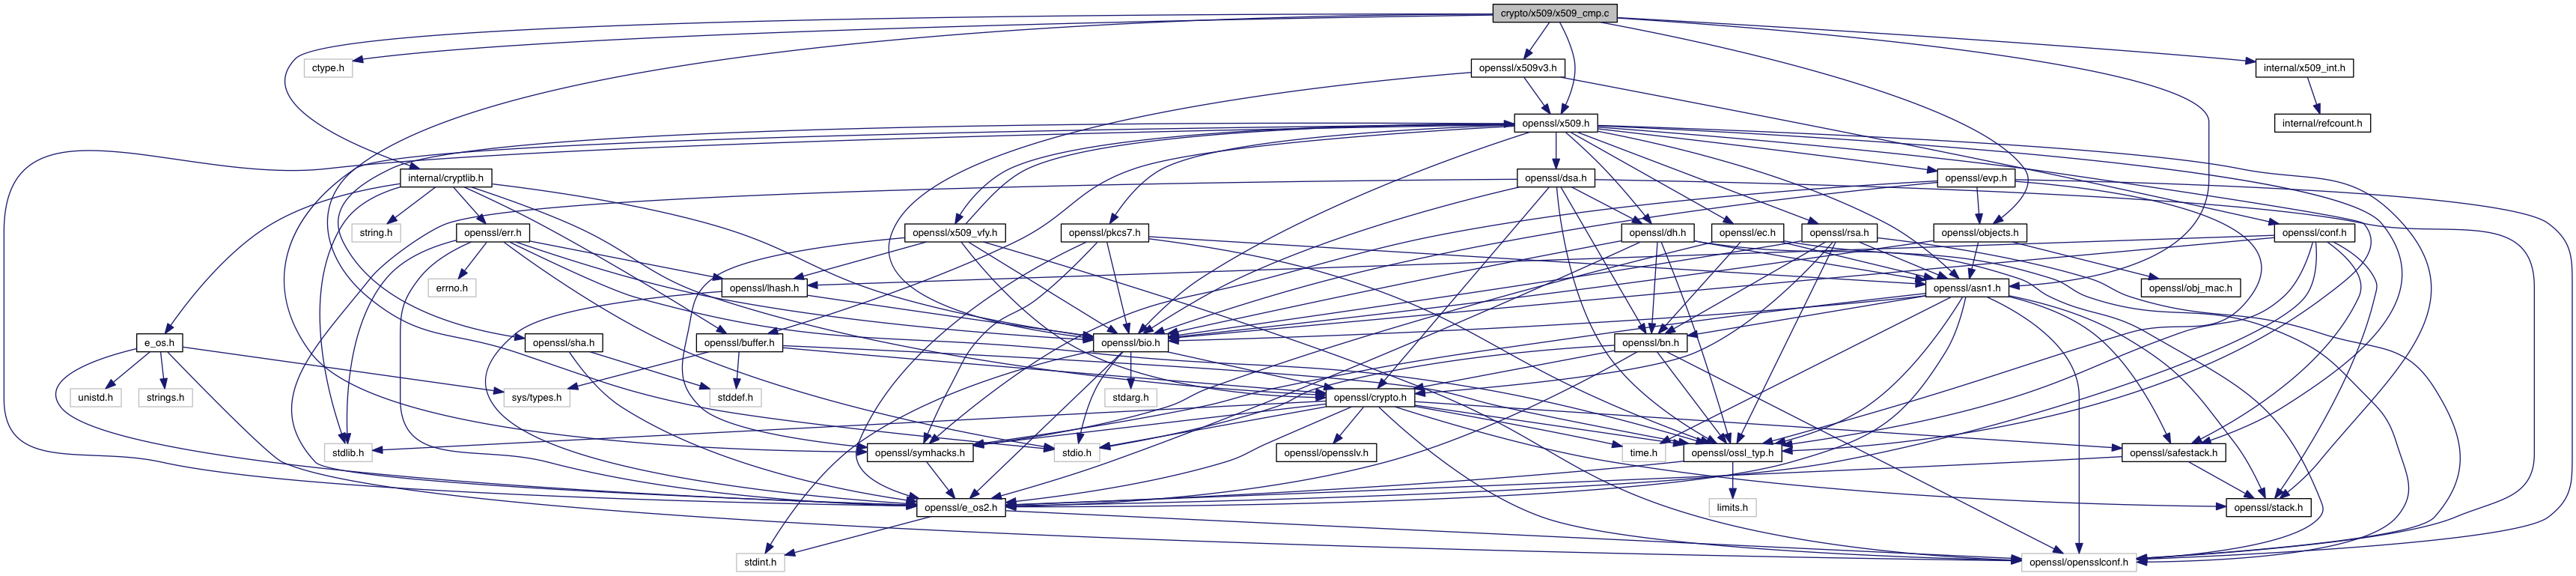 crypto/x509/x509_cmp.c
ctype.h
openssl/x509v3.h
internal/x509_int.h
openssl/x509.h
internal/refcount.h
internal/cryptlib.h
openssl/dsa.h
openssl/evp.h
string.h
openssl/err.h
openssl/x509_vfy.h
openssl/pkcs7.h
openssl/dh.h
openssl/ec.h
openssl/rsa.h
openssl/objects.h
openssl/conf.h
errno.h
openssl/lhash.h
openssl/asn1.h
openssl/obj_mac.h
e_os.h
openssl/sha.h
openssl/buffer.h
openssl/bio.h
openssl/bn.h
unistd.h
strings.h
sys/types.h
stddef.h
stdarg.h
openssl/crypto.h
stdlib.h
openssl/symhacks.h
stdio.h
openssl/opensslv.h
time.h
openssl/ossl_typ.h
openssl/safestack.h
openssl/e_os2.h
limits.h
openssl/stack.h
stdint.h
openssl/opensslconf.h